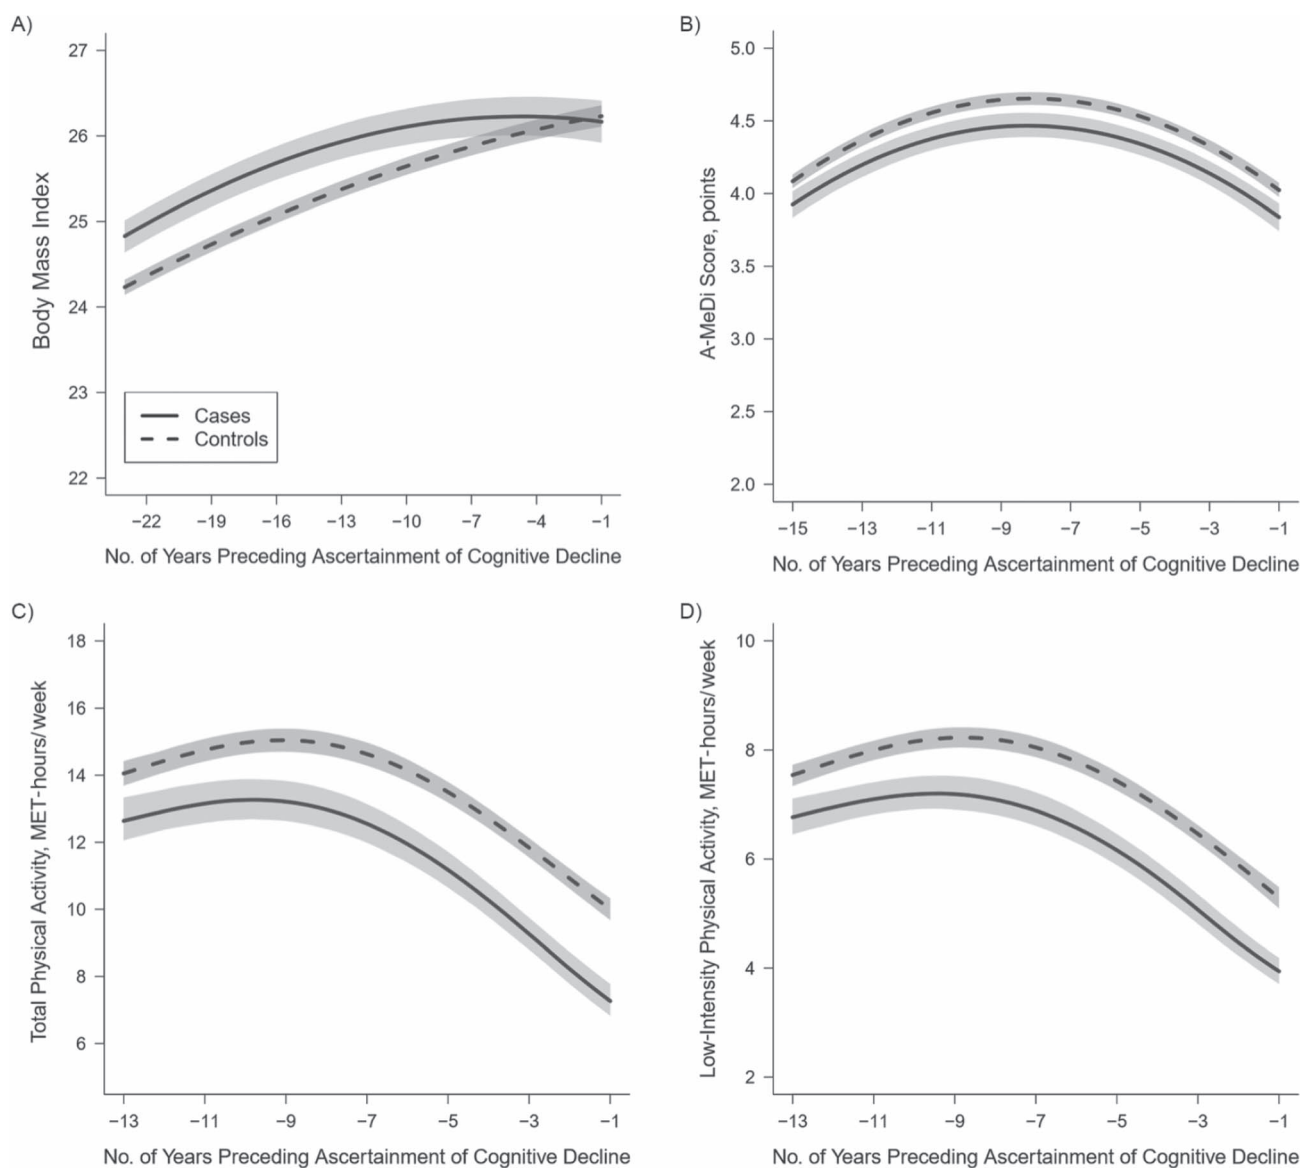 A)
Body Mass Index
27
26
25
24
23
22
Cases
Controls
−22 −19 −16 −13 −10 −7 −4 −1
No. of Years Preceding Ascertainment of Cognitive Decline
B)
A-MeDi Score, points
5.0
4.5
4.0
3.5
3.0
2.5
2.0
−15 −13 −11 −9 −7 −5 −3 −1
No. of Years Preceding Ascertainment of Cognitive Decline
C)
Total Physical Activity, MET-hours/week
18
16
14
12
10
8
6
−13 −11 −9 −7 −5 −3 −1
No. of Years Preceding Ascertainment of Cognitive Decline
D)
Low-Intensity Physical Activity, MET-hours/week
10
8
6
4
2
−13 −11 −9 −7 −5 −3 −1
No. of Years Preceding Ascertainment of Cognitive Decline